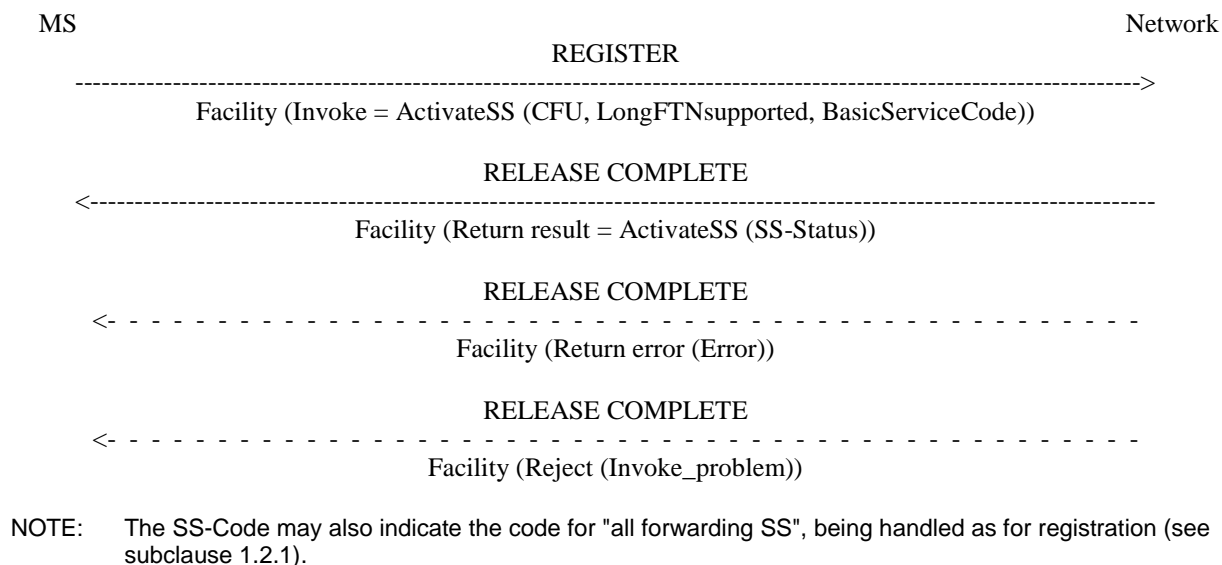 MS Network
REGISTER
------------------------------------------------------------------------------------------------------------------------>
Facility (Invoke = ActivateSS (CFU, LongFTNsupported, BasicServiceCode))
RELEASE COMPLETE
<------------------------------------------------------------------------------------------------------------------------
Facility (Return result = ActivateSS (SS-Status))
RELEASE COMPLETE
<- - - - - - - - - - - - - - - - - - - - - - - - - - - - - - - - - - - - - - - - - - - - - - - - - - -
Facility (Return error (Error))
RELEASE COMPLETE
<- - - - - - - - - - - - - - - - - - - - - - - - - - - - - - - - - - - - - - - - - - - - - - - - - - -
Facility (Reject (Invoke_problem))
NOTE: The SS-Code may also indicate the code for "all forwarding SS", being handled as for registration (see
subclause 1.2.1).